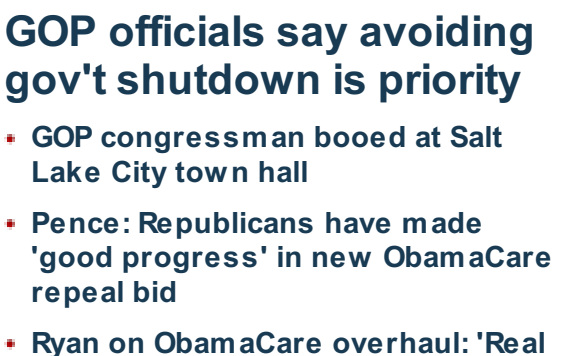 GOP officials say avoiding
gov't shutdown is priority
GOP congressman booed at Salt
Lake City town hall
Pence: Republicans have made
'good progress' in new ObamaCare
repeal bid
Ryan on ObamaCare overhaul: 'Real